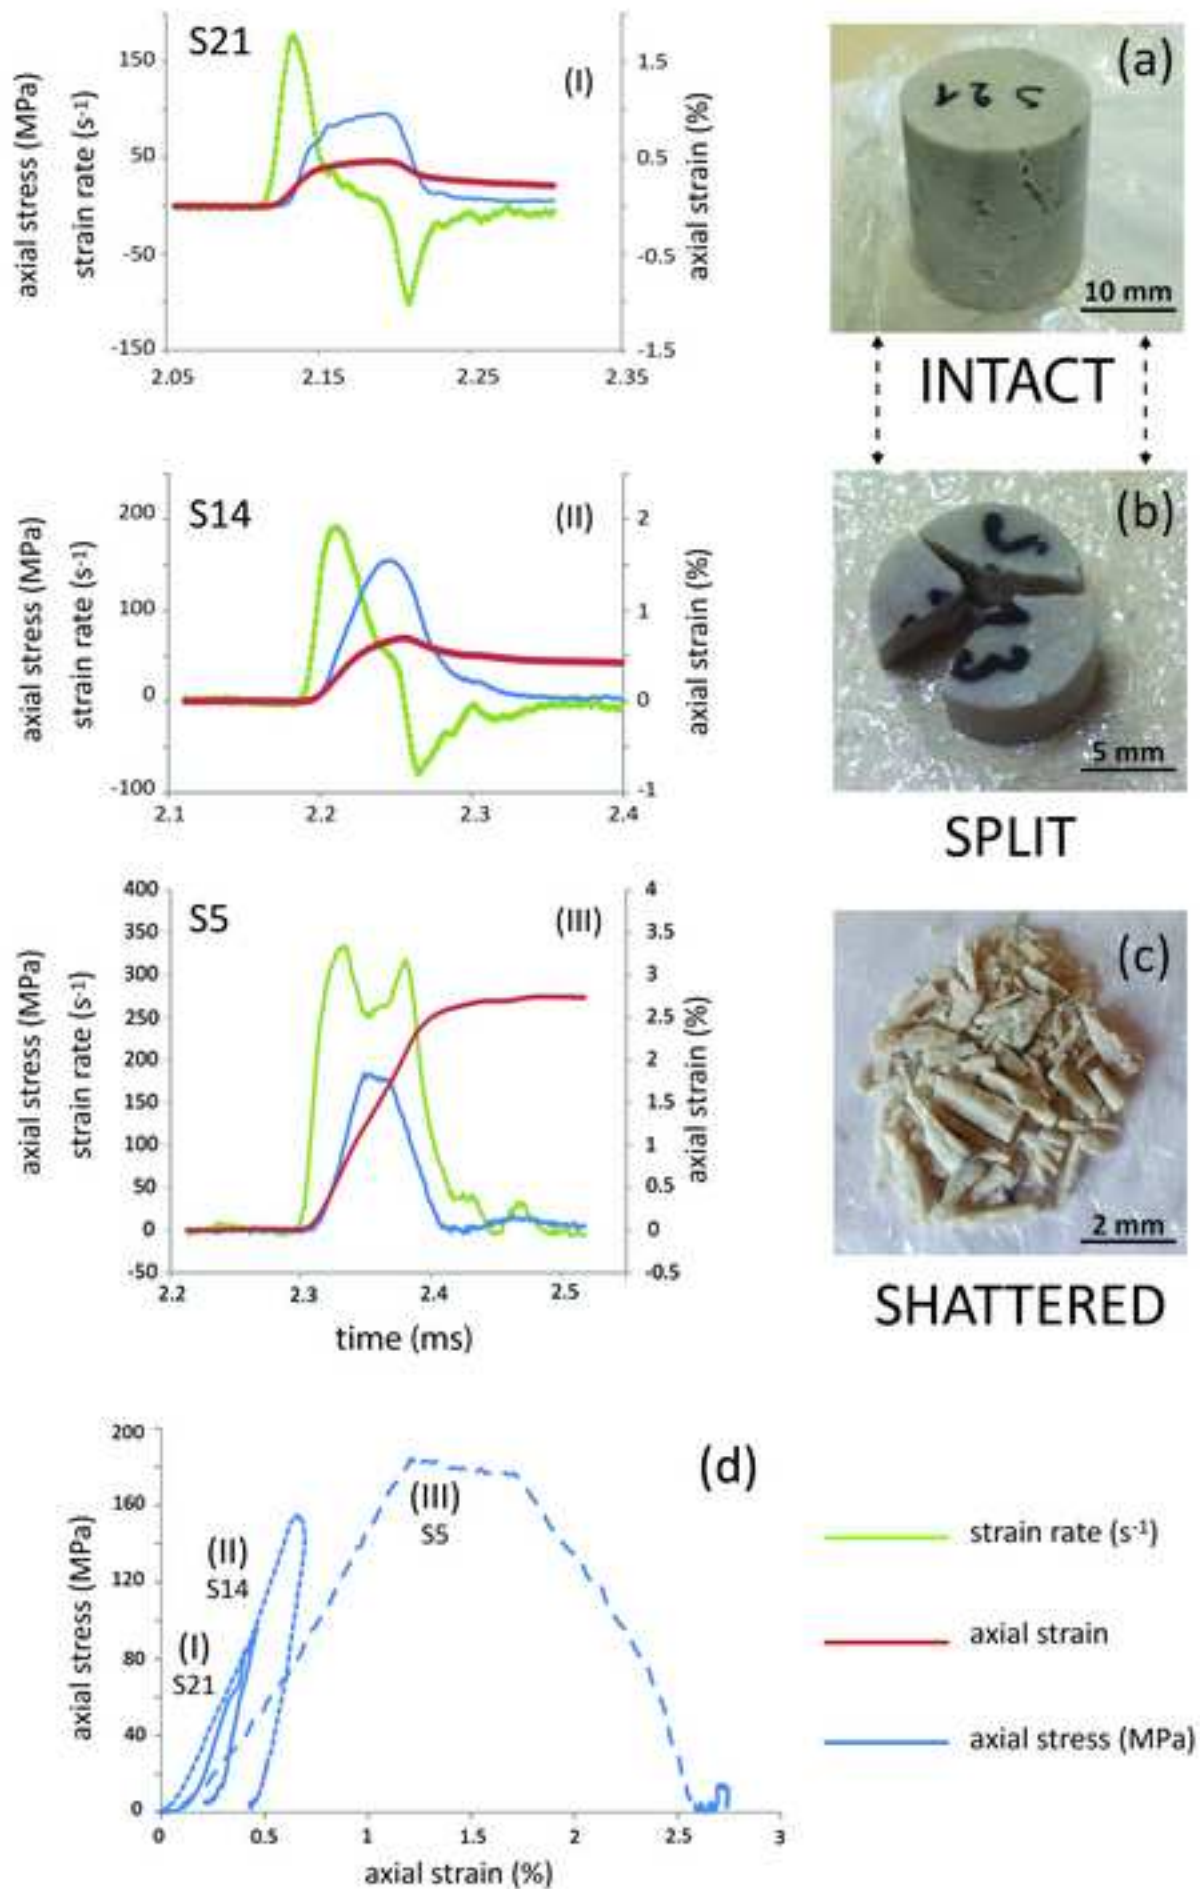 S21
(I)
axial stress (MPa)
strain rate (s⁻¹)
150
50
-50
-150
1.5
0.5
-0.5
-1.5
axial strain (%)
2.05
2.15
2.25
2.35
(a)
S 2 1
10 mm
INTACT
S14
(II)
axial stress (MPa)
strain rate (s⁻¹)
200
100
0
-100
2
1
0
-1
axial strain (%)
2.1
2.2
2.3
2.4
(b)
5 mm
SPLIT
S5
(III)
axial stress (MPa)
strain rate (s⁻¹)
400
350
300
250
200
150
100
50
0
-50
4
3.5
3
2.5
2
1.5
1
0.5
0
-0.5
axial strain (%)
2.2
2.3
2.4
2.5
time (ms)
(c)
2 mm
SHATTERED
(d)
axial stress (MPa)
200
160
120
80
40
0
(I)
S21
(II)
S14
(III)
S5
0
0.5
1
1.5
2
2.5
3
axial strain (%)
strain rate (s⁻¹)
axial strain
axial stress (MPa)